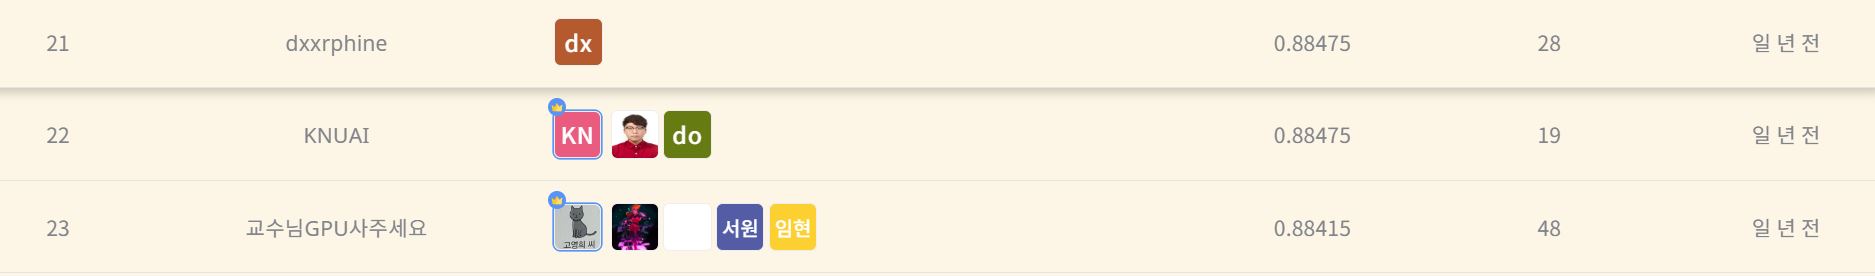 21 dxxrphine dx 0.88475 28 일 년 전
22 KNUAI KN do 0.88475 19 일 년 전
23 교수님GPU사주세요 고영희 씨 서원 임현 0.88415 48 일 년 전